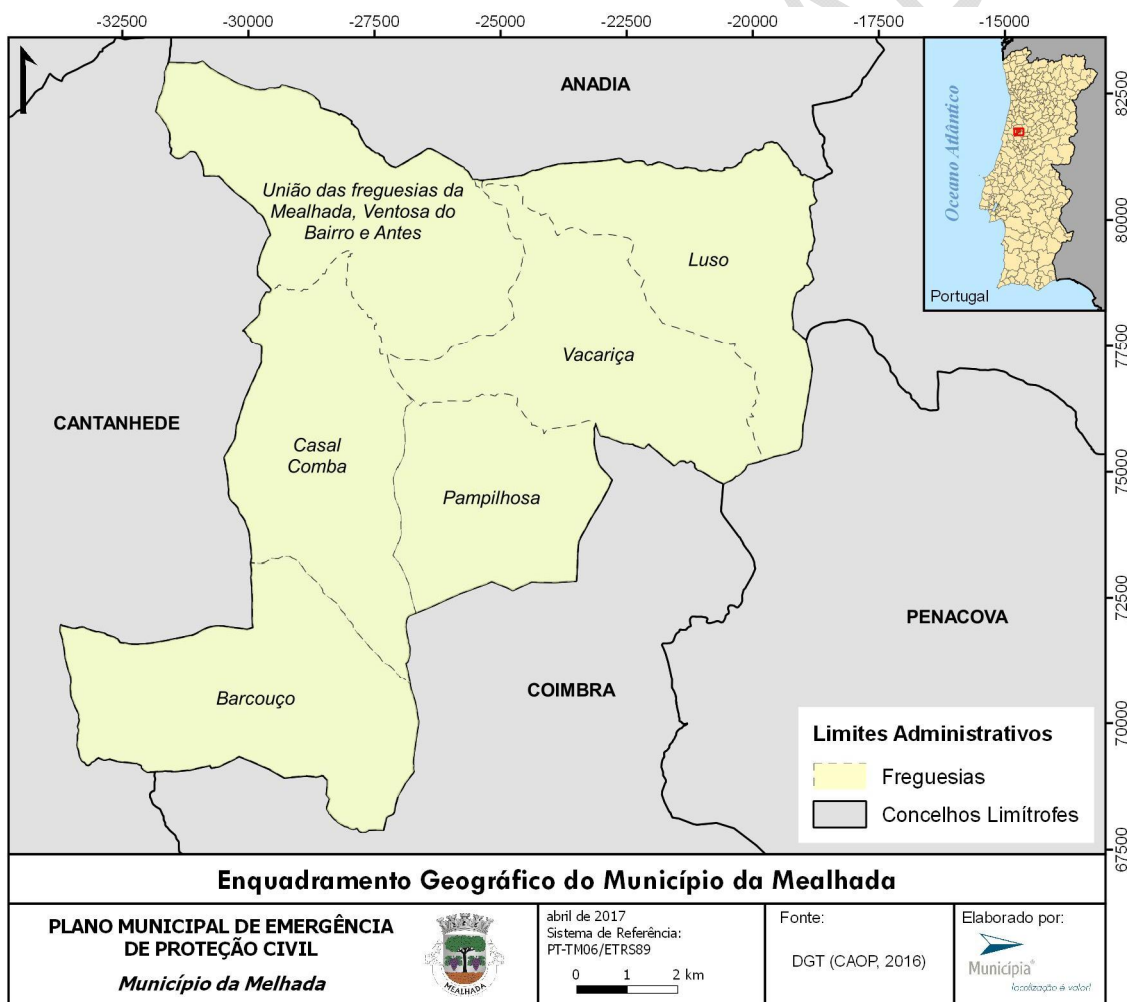 -32500 -30000 -27500 -25000 -22500 -20000 -17500 -15000
ANADIA
82500
80000
77500
75000
72500
70000
67500
Oceano Atlântico
Portugal
União das freguesias da
Mealhada, Ventosa do
Bairro e Antes
Luso
Vacariça
CANTANHEDE
Casal
Comba
Pampilhosa
PENACOVA
COIMBRA
Barcouço
Limites Administrativos
Freguesias
Concelhos Limítrofes
Enquadramento Geográfico do Município da Mealhada
PLANO MUNICIPAL DE EMERGÊNCIA
DE PROTEÇÃO CIVIL
Município da Melhada
MEALHADA
abril de 2017
Sistema de Referência:
PT-TM06/ETRS89
0 1 2 km
Fonte:
DGT (CAOP, 2016)
Elaborado por:
Municípia®
localização é valor!